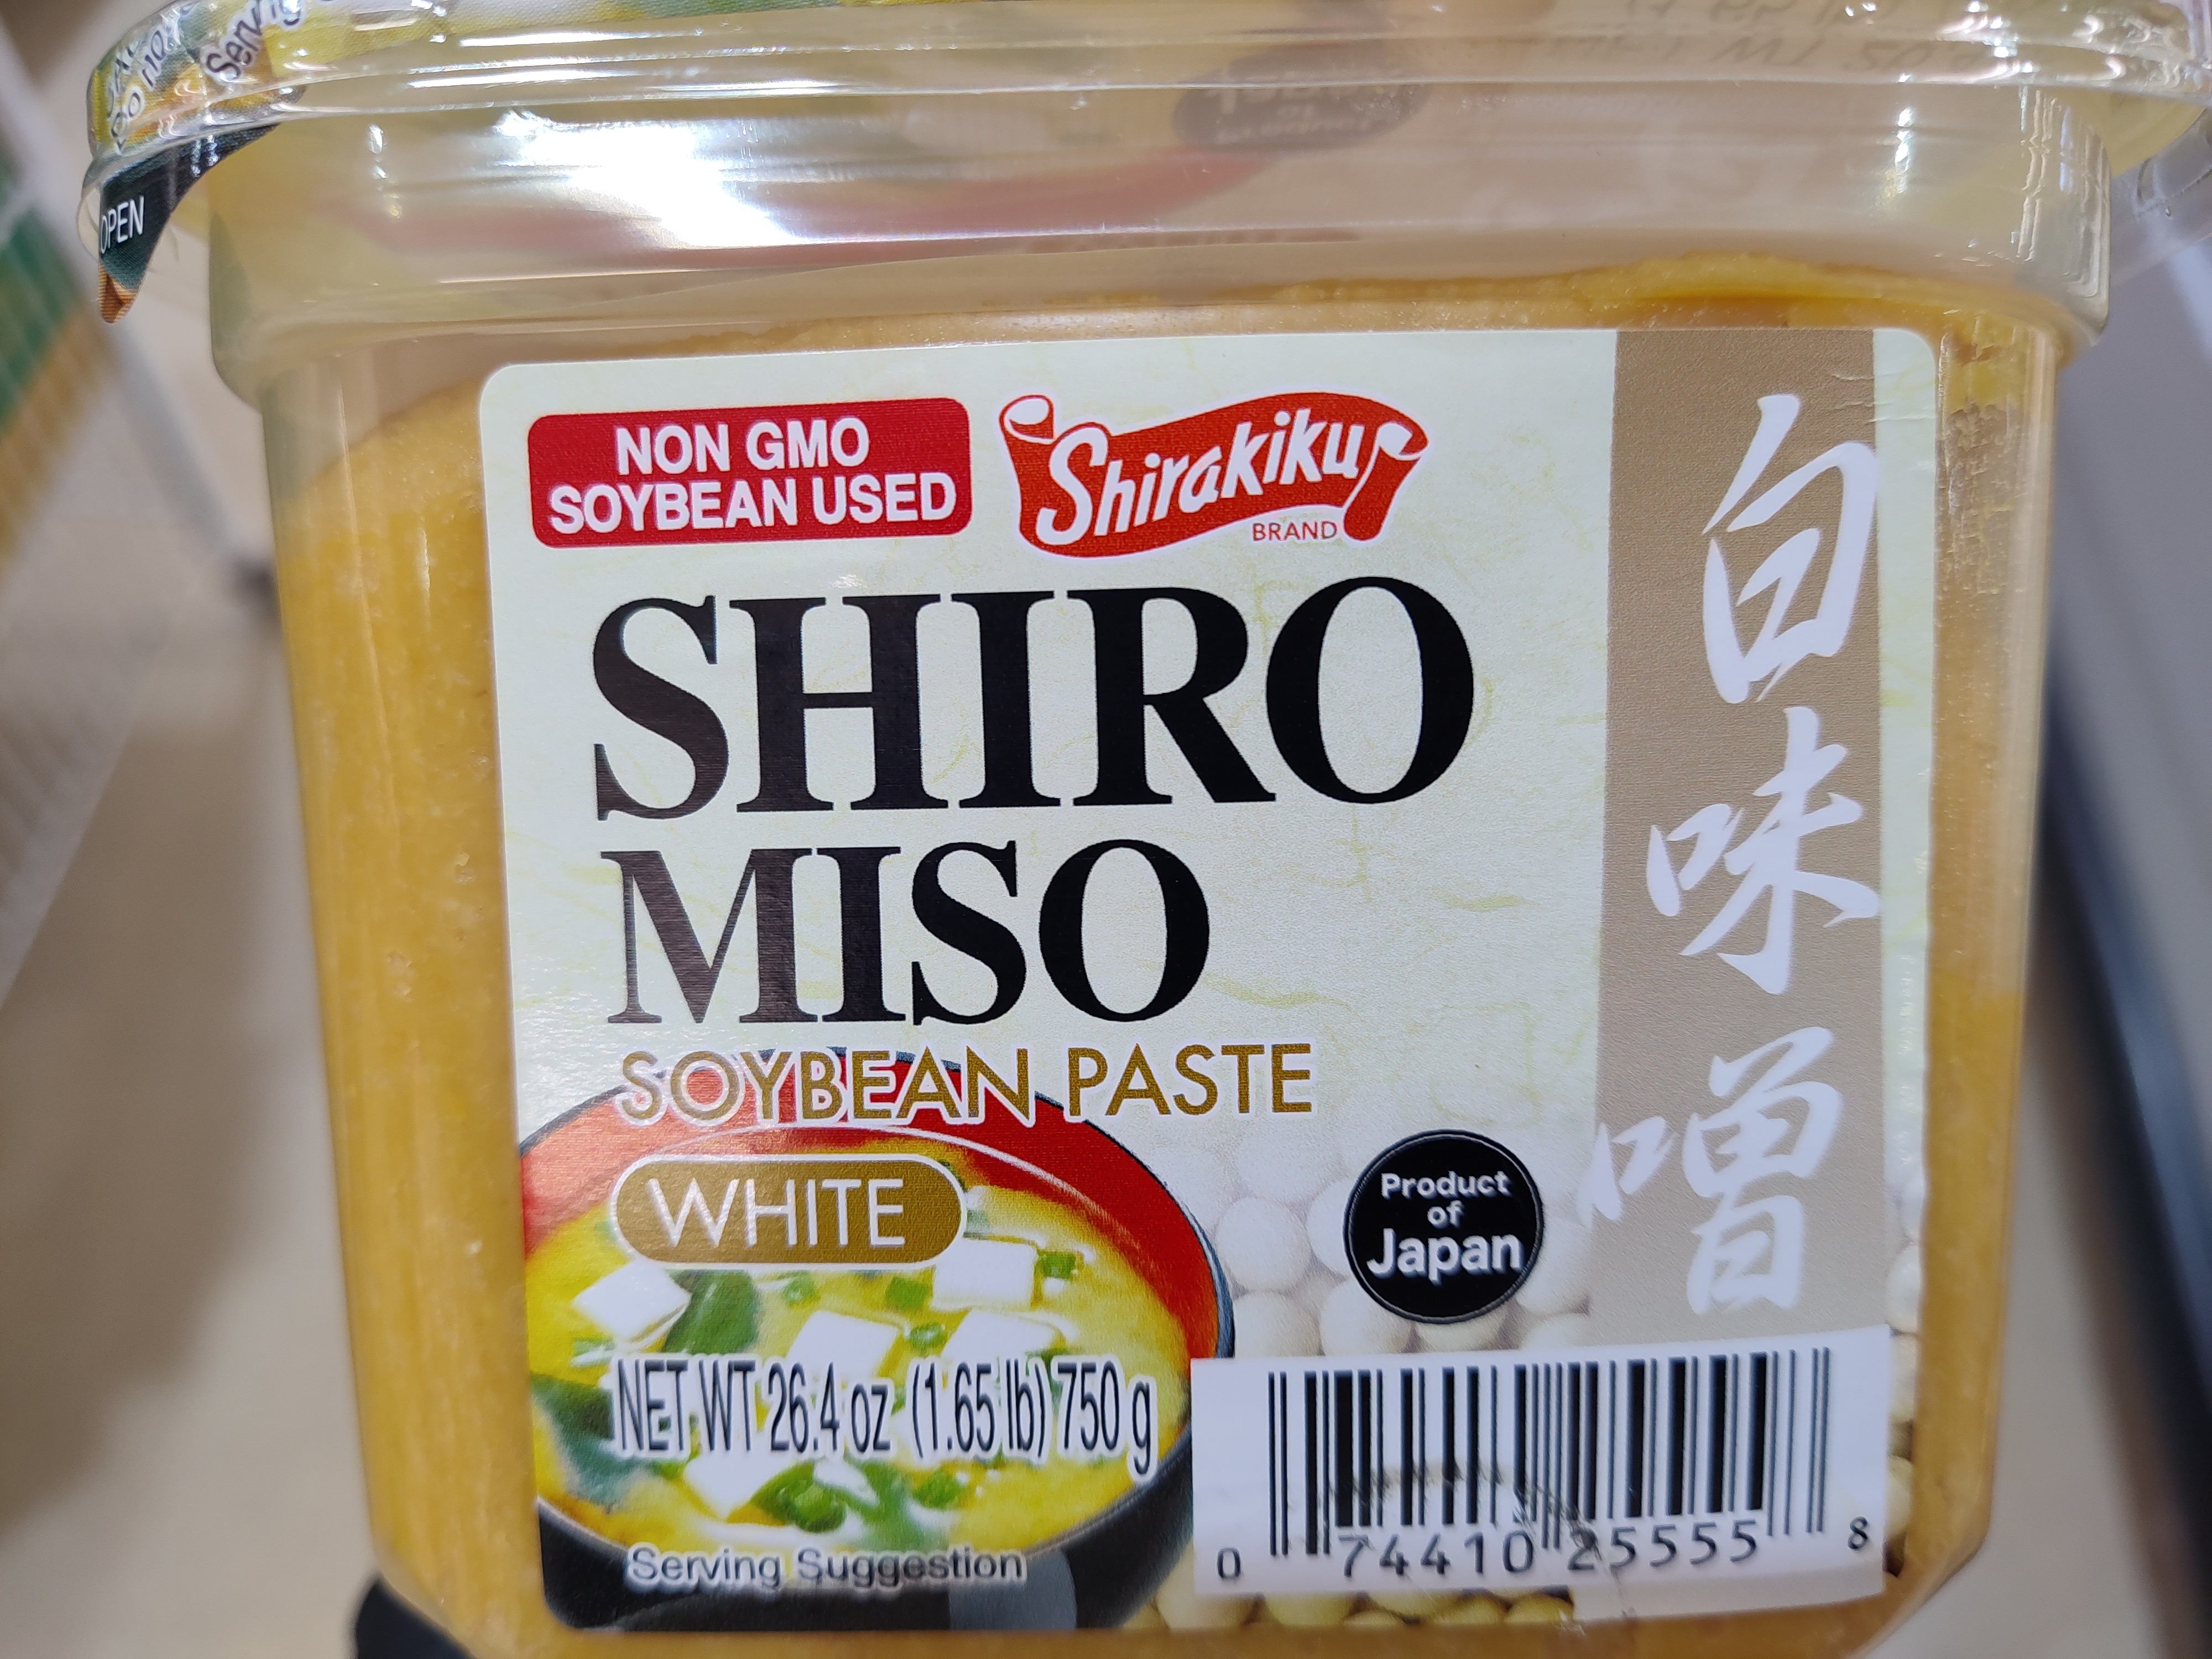 Serving
OPEN
NON GMO
SOYBEAN USED
Shirakiku
BRAND
SHIRO
MISO
SOYBEAN PASTE
WHITE
白味噌
Product
of
Japan
NET WT 26.4 oz (1.65 lb) 750 g
Serving Suggestion
0 74410 25555 8